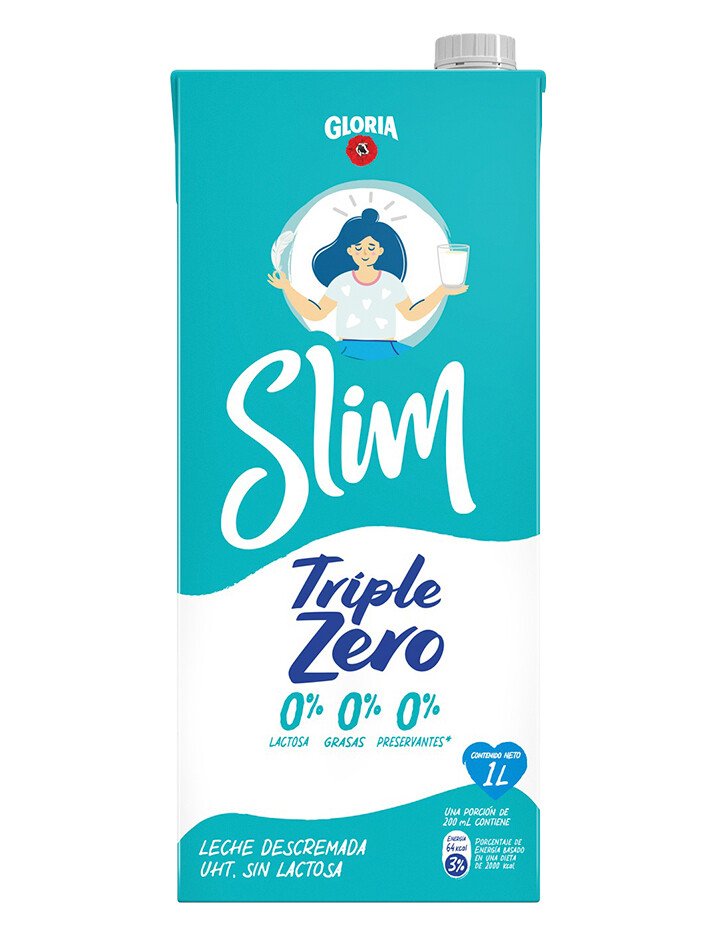 GLORIA
Slim
Triple
Zero
0% 0% 0%
LACTOSA GRASAS PRESERVANTES*
CONTENIDO NETO
1L
UNA PORCIÓN DE
200 mL CONTIENE
ENERGÍA
64 kcal
3%
PORCENTAJE DE
ENERGÍA BASADO
EN UNA DIETA
DE 2000 kcal
LECHE DESCREMADA
UHT, SIN LACTOSA